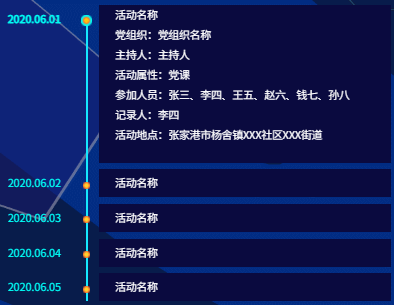 2020.06.01
活动名称
党组织：党组织名称
主持人：主持人
活动属性：党课
参加人员：张三、李四、王五、赵六、钱七、孙八
记录人：李四
活动地点：张家港市杨舍镇XXX社区XXX街道
2020.06.02 活动名称
2020.06.03 活动名称
2020.06.04 活动名称
2020.06.05 活动名称